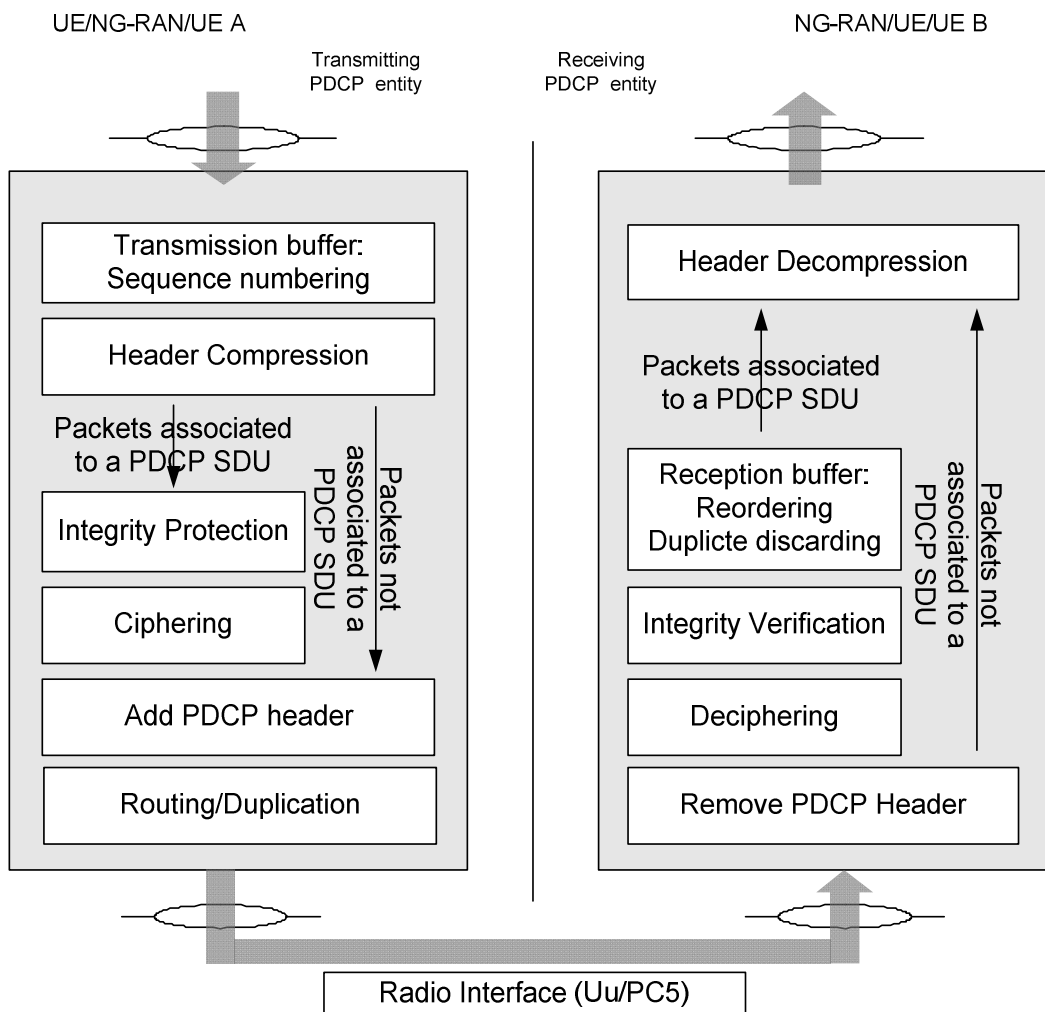 UE/NG-RAN/UE A
NG-RAN/UE/UE B
Transmitting
PDCP entity
Receiving
PDCP entity
Transmission buffer:
Sequence numbering
Header Compression
Packets associated
to a PDCP SDU
Packets not
associated to a
PDCP SDU
Integrity Protection
Ciphering
Add PDCP header
Routing/Duplication
Header Decompression
Packets associated
to a PDCP SDU
Reception buffer:
Reordering
Duplicte discarding
Packets not
associated to a
PDCP SDU
Integrity Verification
Deciphering
Remove PDCP Header
Radio Interface (Uu/PC5)